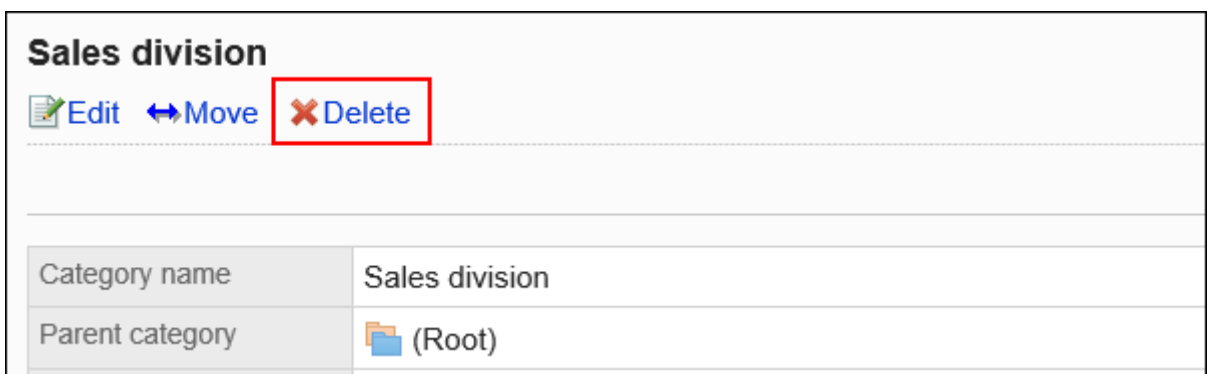 Sales division
Edit Move Delete
Category name Sales division
Parent category (Root)